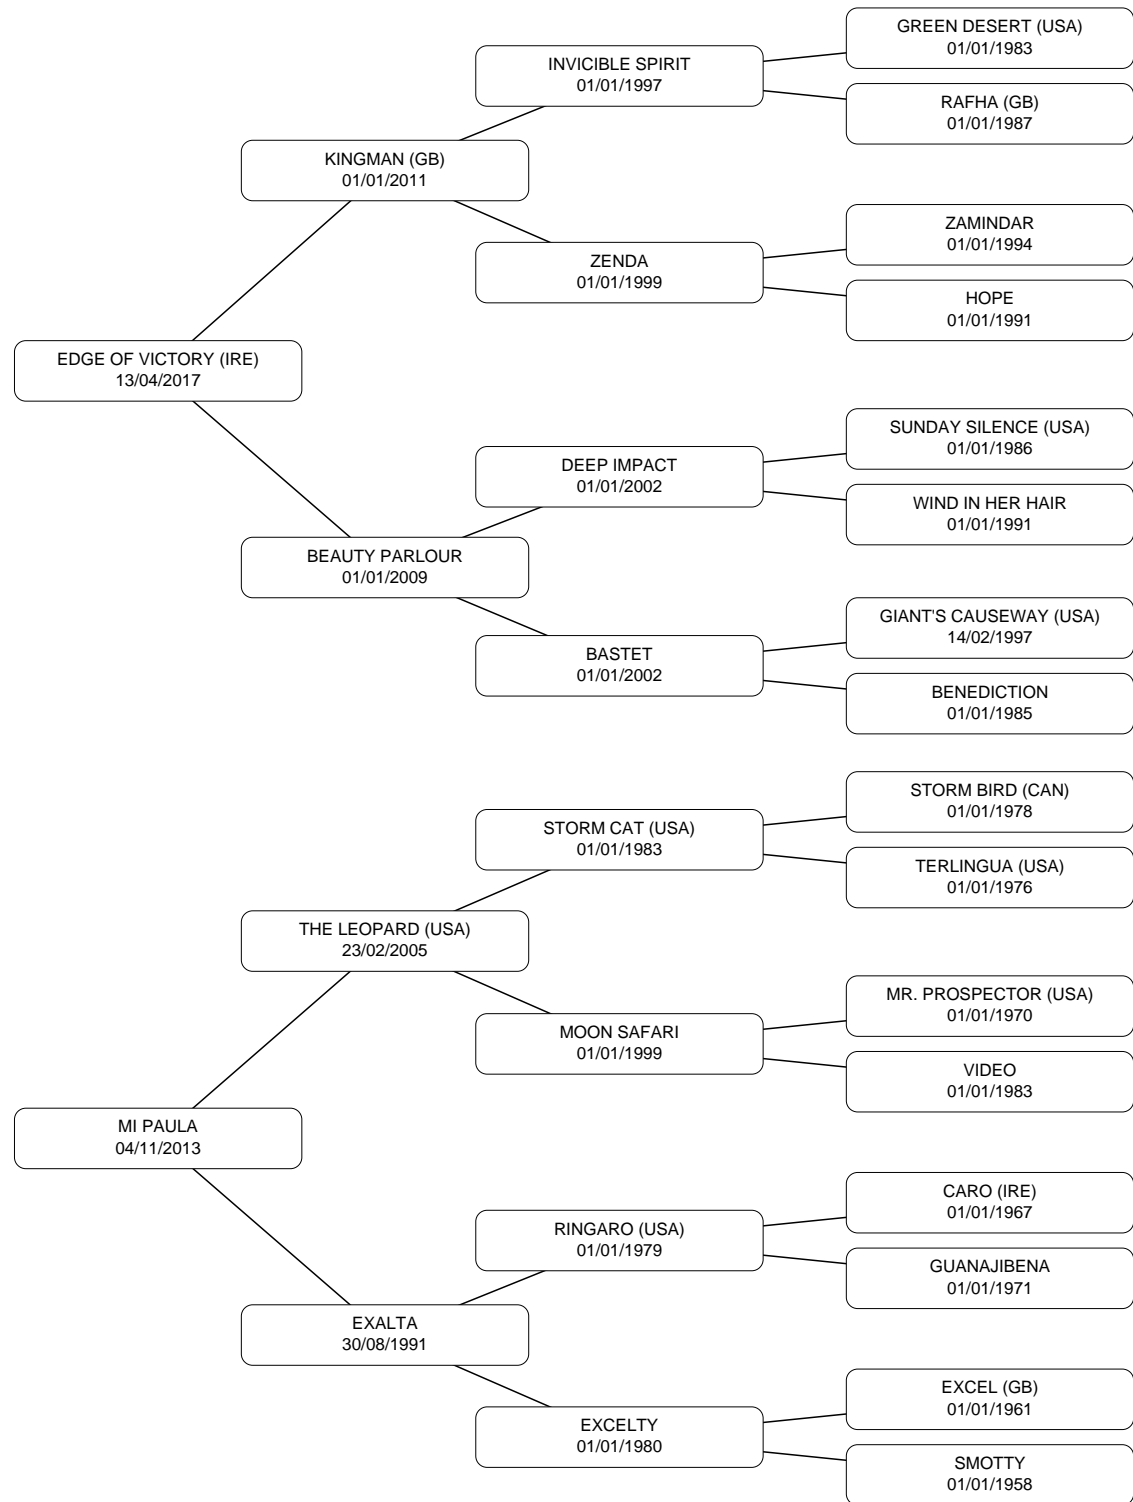 GREEN DESERT (USA)
01/01/1983
INVICIBLE SPIRIT
01/01/1997
RAFHA (GB)
01/01/1987
KINGMAN (GB)
01/01/2011
ZAMINDAR
01/01/1994
ZENDA
01/01/1999
HOPE
01/01/1991
EDGE OF VICTORY (IRE)
13/04/2017
SUNDAY SILENCE (USA)
01/01/1986
DEEP IMPACT
01/01/2002
WIND IN HER HAIR
01/01/1991
BEAUTY PARLOUR
01/01/2009
GIANT'S CAUSEWAY (USA)
14/02/1997
BASTET
01/01/2002
BENEDICTION
01/01/1985
STORM BIRD (CAN)
01/01/1978
STORM CAT (USA)
01/01/1983
TERLINGUA (USA)
01/01/1976
THE LEOPARD (USA)
23/02/2005
MR. PROSPECTOR (USA)
01/01/1970
MOON SAFARI
01/01/1999
VIDEO
01/01/1983
MI PAULA
04/11/2013
CARO (IRE)
01/01/1967
RINGARO (USA)
01/01/1979
GUANAJIBENA
01/01/1971
EXALTA
30/08/1991
EXCEL (GB)
01/01/1961
EXCELTY
01/01/1980
SMOTTY
01/01/1958